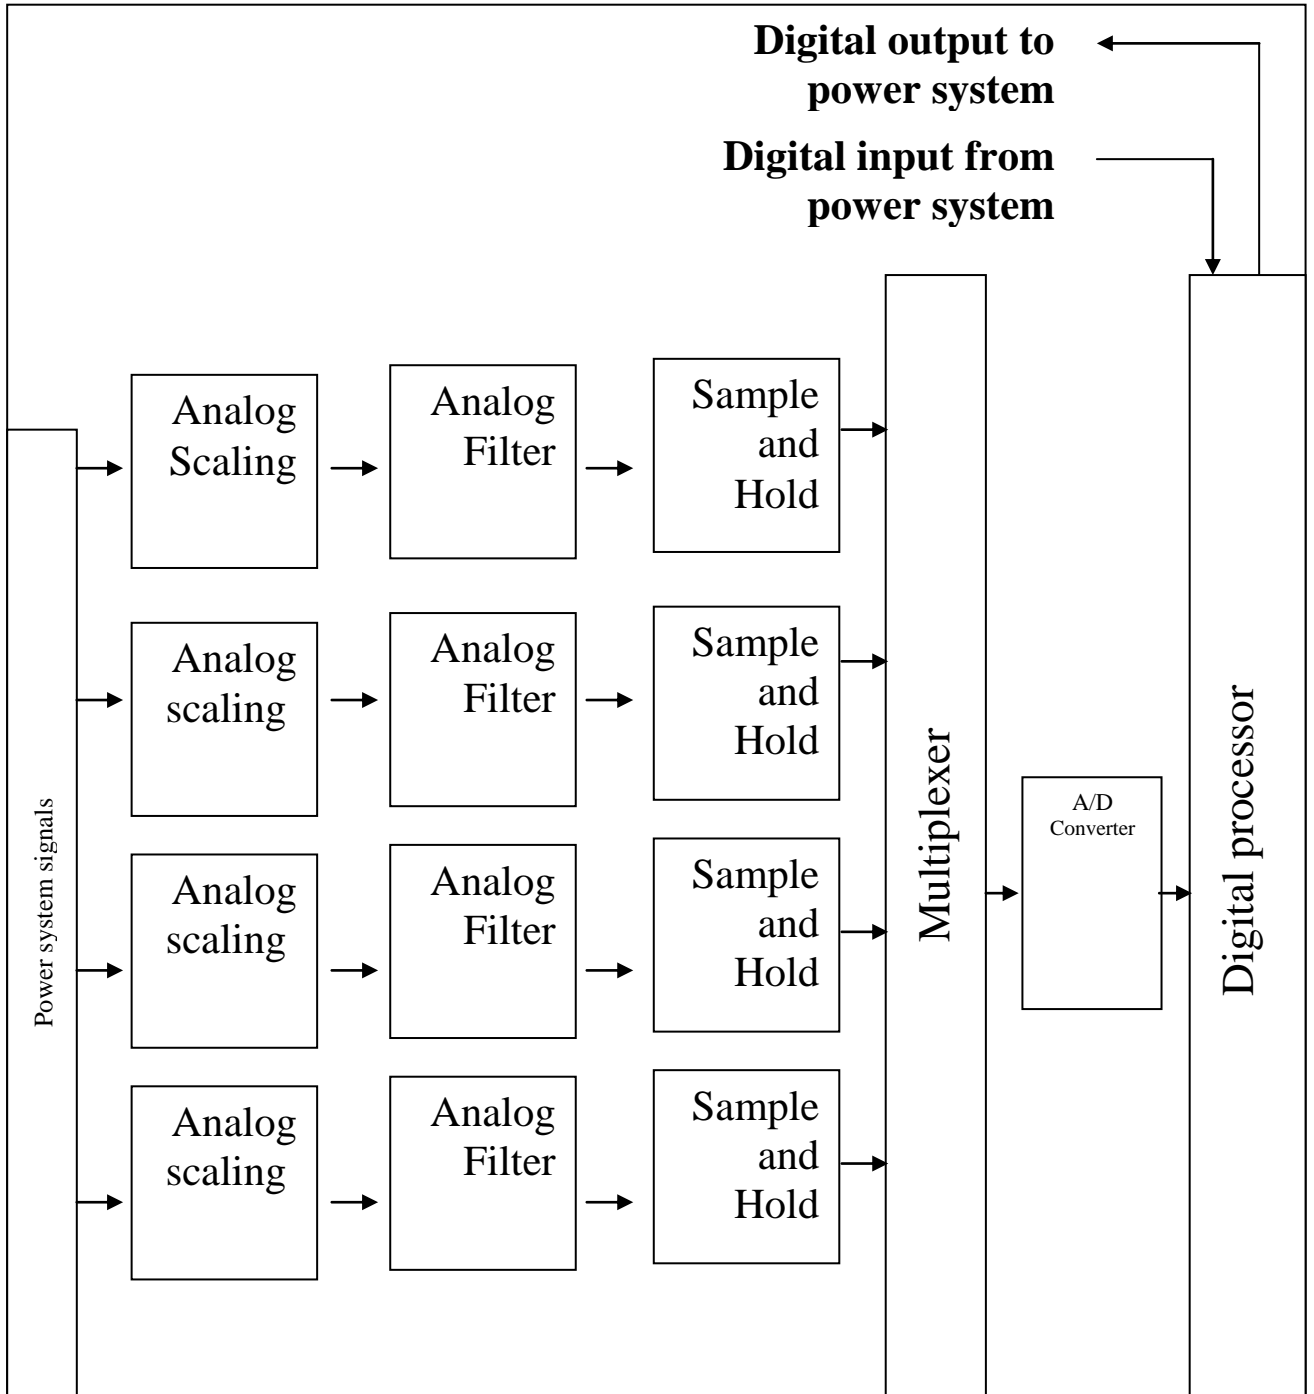 Digital output to
power system
Digital input from
power system
Power system signals
Analog
Scaling
Analog
Filter
Sample
and
Hold
Analog
scaling
Analog
Filter
Sample
and
Hold
Analog
scaling
Analog
Filter
Sample
and
Hold
Analog
scaling
Analog
Filter
Sample
and
Hold
Multiplexer
A/D
Converter
Digital processor